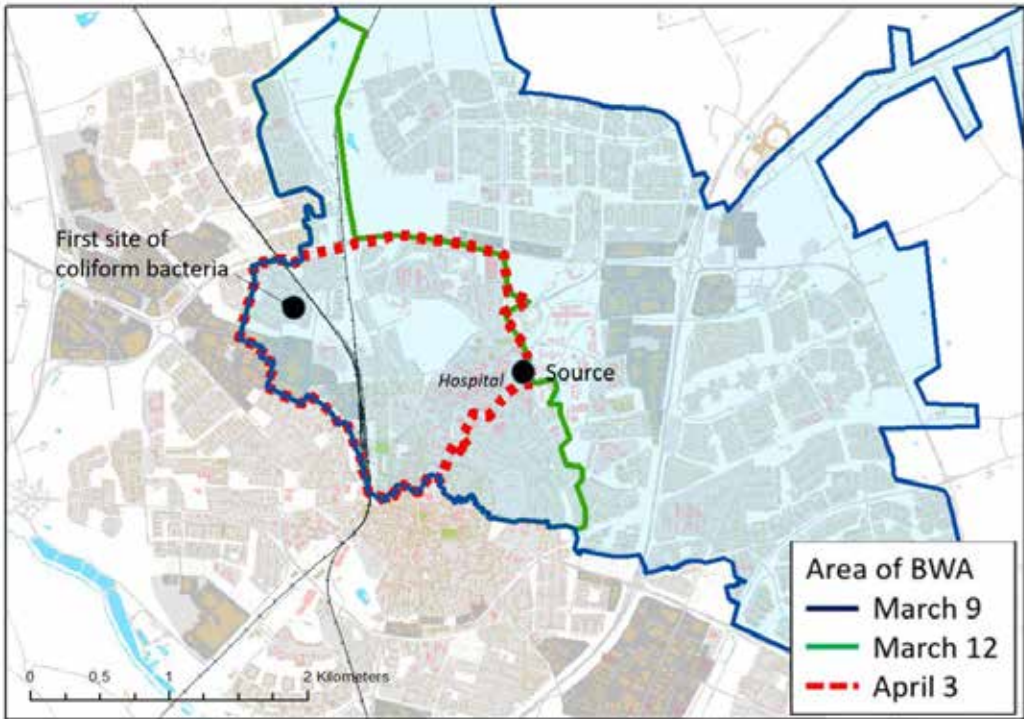 First site of
coliform bacteria
Hospital
Source
Area of BWA
March 9
March 12
April 3
0 0,5 1 2 Kilometers